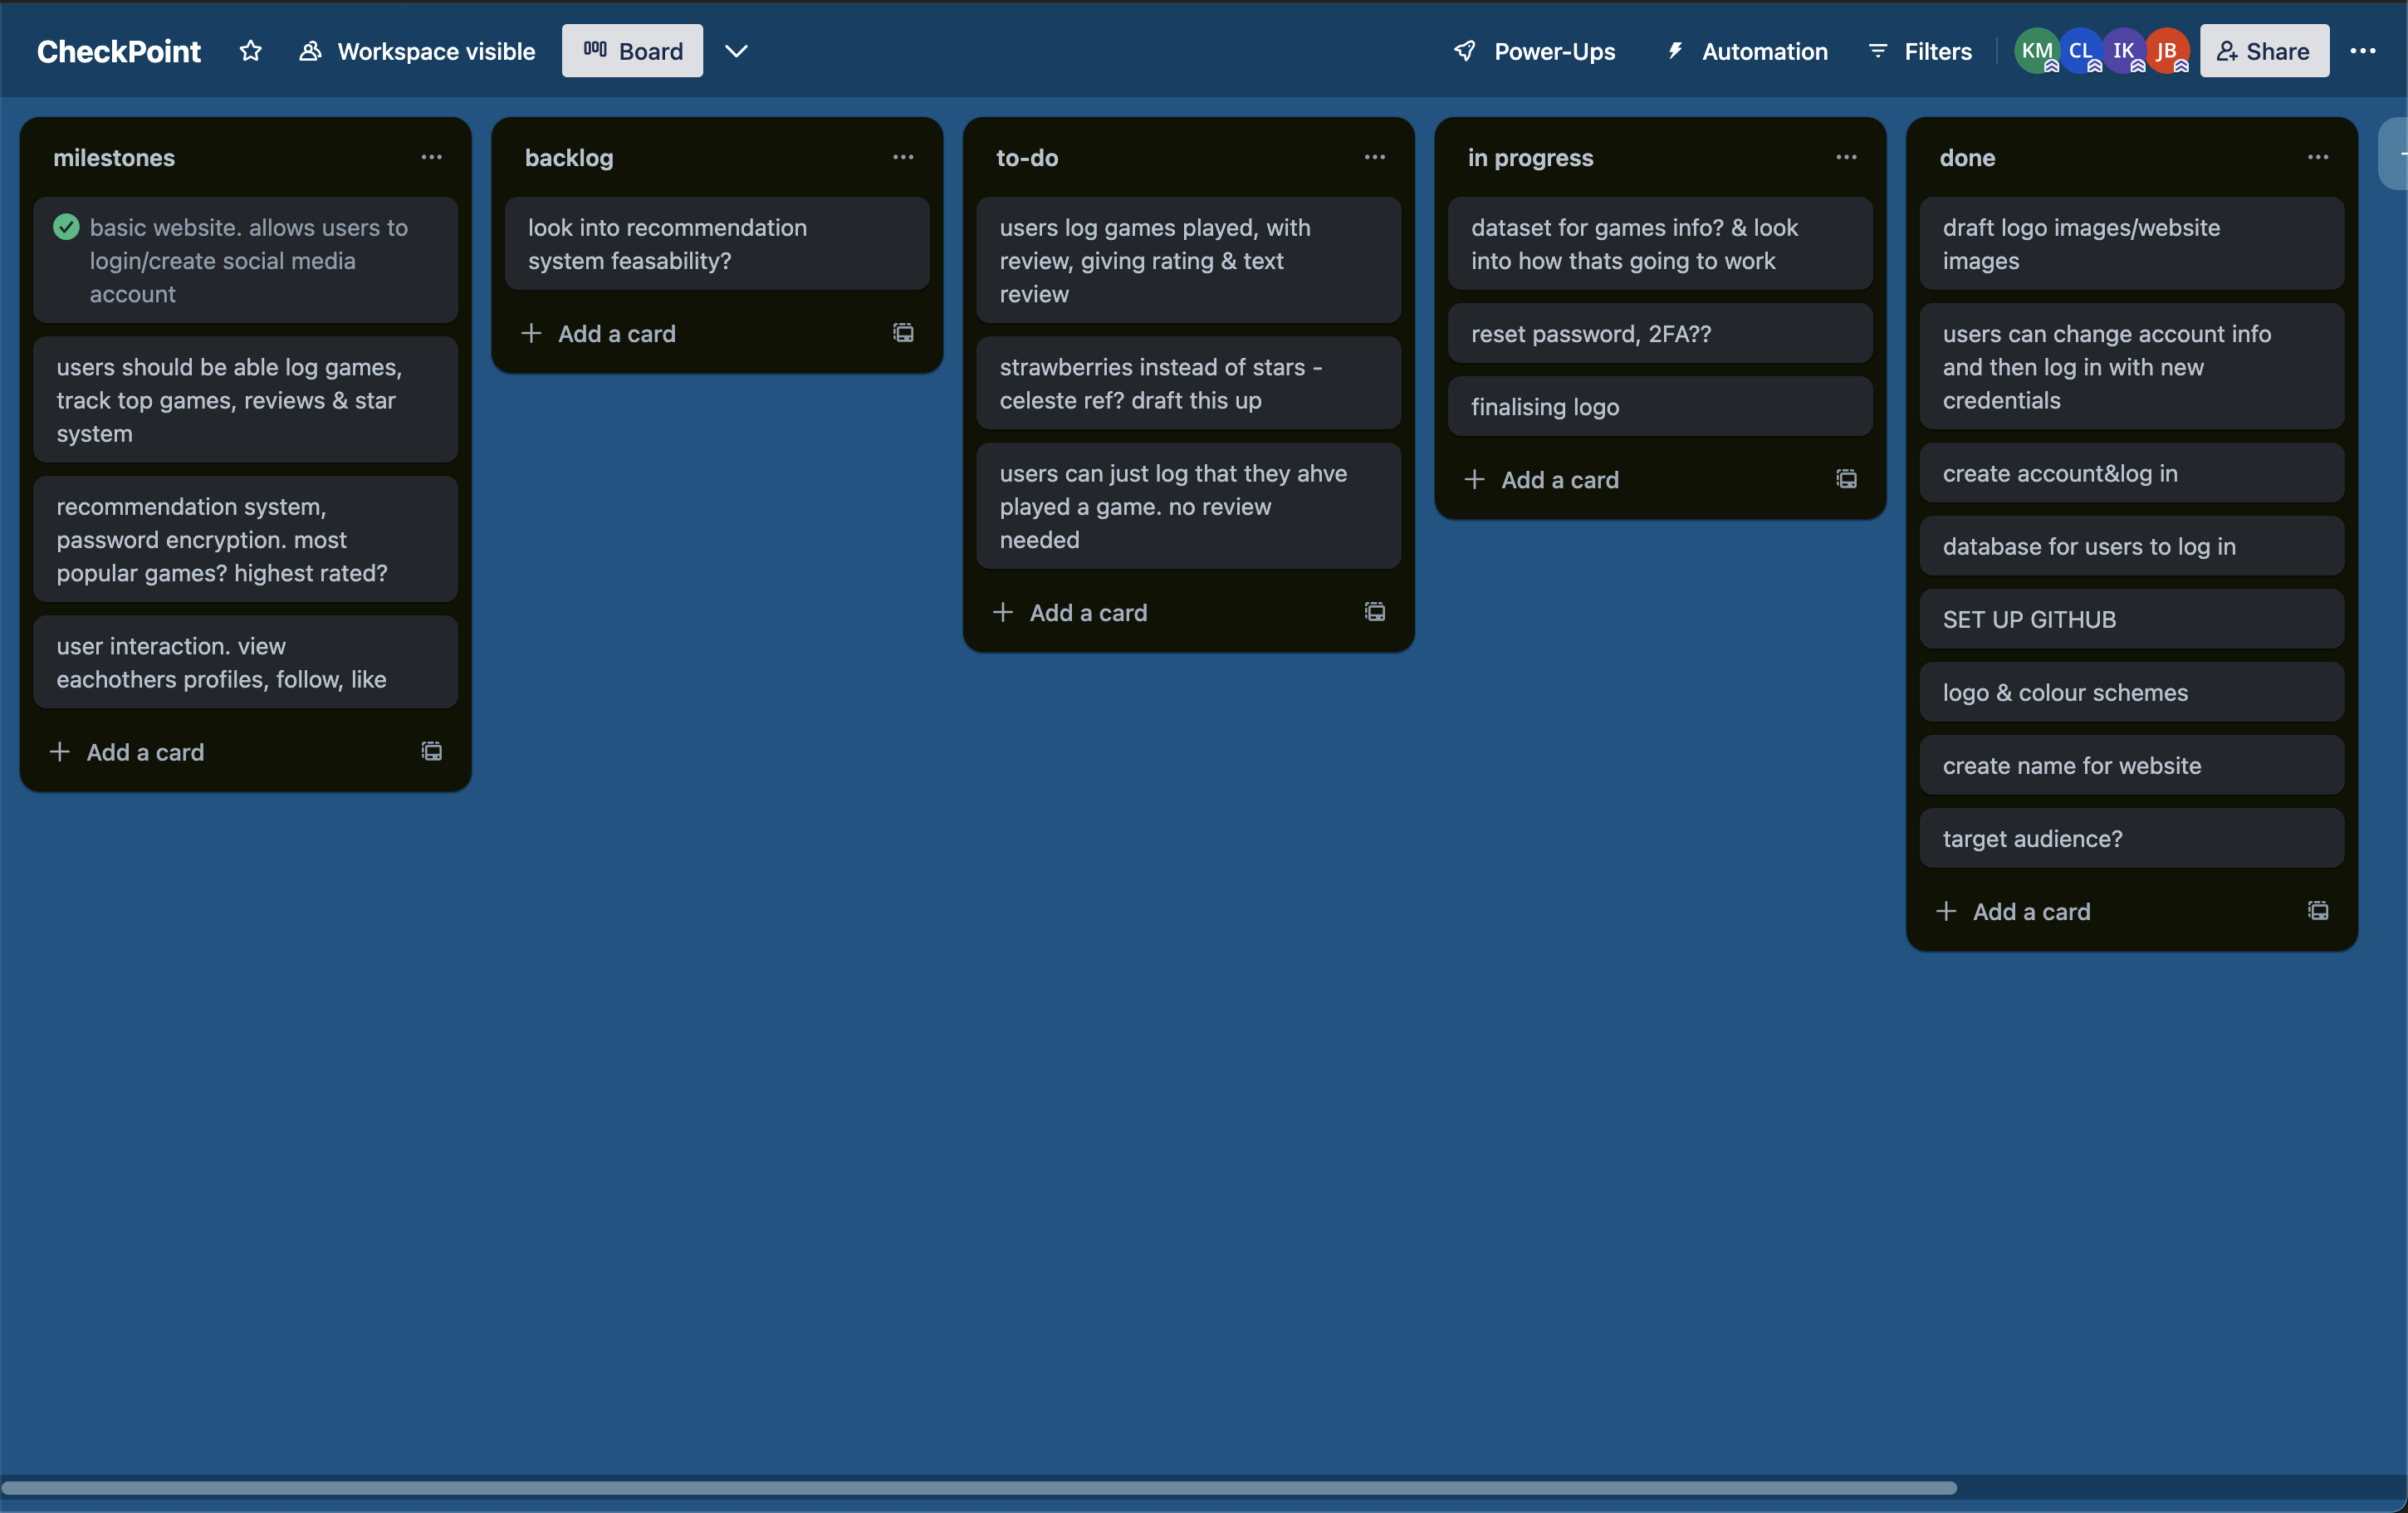 CheckPoint
Workspace visible
Board
Power-Ups
Automation
Filters
KM
CL
IK
JB
Share
milestones
basic website. allows users to
login/create social media
account
users should be able log games,
track top games, reviews & star
system
recommendation system,
password encryption. most
popular games? highest rated?
user interaction. view
eachothers profiles, follow, like
Add a card
backlog
look into recommendation
system feasability?
Add a card
to-do
users log games played, with
review, giving rating & text
review
strawberries instead of stars -
celeste ref? draft this up
users can just log that they ahve
played a game. no review
needed
Add a card
in progress
dataset for games info? & look
into how thats going to work
reset password, 2FA??
finalising logo
Add a card
done
draft logo images/website
images
users can change account info
and then log in with new
credentials
create account&log in
database for users to log in
SET UP GITHUB
logo & colour schemes
create name for website
target audience?
Add a card